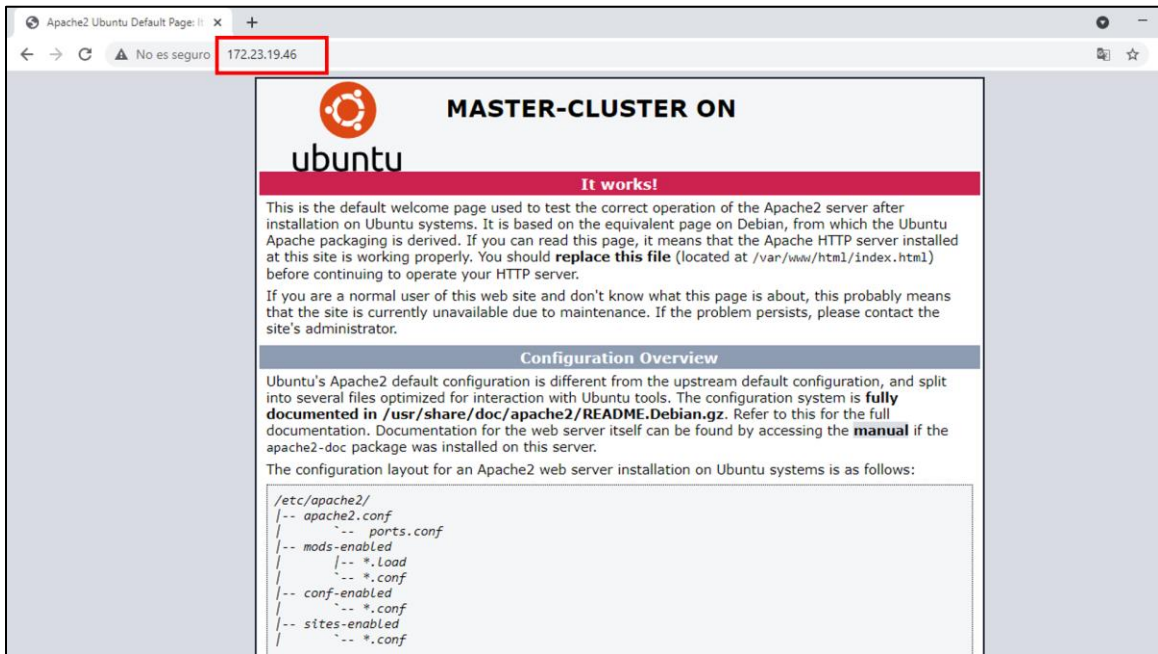 Apache2 Ubuntu Default Page: It
No es seguro
172.23.19.46
MASTER-CLUSTER ON
ubuntu
It works!
This is the default welcome page used to test the correct operation of the Apache2 server after
installation on Ubuntu systems. It is based on the equivalent page on Debian, from which the Ubuntu
Apache packaging is derived. If you can read this page, it means that the Apache HTTP server installed
at this site is working properly. You should replace this file (located at /var/www/html/index.html)
before continuing to operate your HTTP server.
If you are a normal user of this web site and don't know what this page is about, this probably means
that the site is currently unavailable due to maintenance. If the problem persists, please contact the
site's administrator.
Configuration Overview
Ubuntu's Apache2 default configuration is different from the upstream default configuration, and split
into several files optimized for interaction with Ubuntu tools. The configuration system is fully
documented in /usr/share/doc/apache2/README.Debian.gz. Refer to this for the full
documentation. Documentation for the web server itself can be found by accessing the manual if the
apache2-doc package was installed on this server.
The configuration layout for an Apache2 web server installation on Ubuntu systems is as follows:
/etc/apache2/
|-- apache2.conf
|       `--  ports.conf
|-- mods-enabled
|       |-- *.load
|       `-- *.conf
|-- conf-enabled
|       `-- *.conf
|-- sites-enabled
|       `-- *.conf